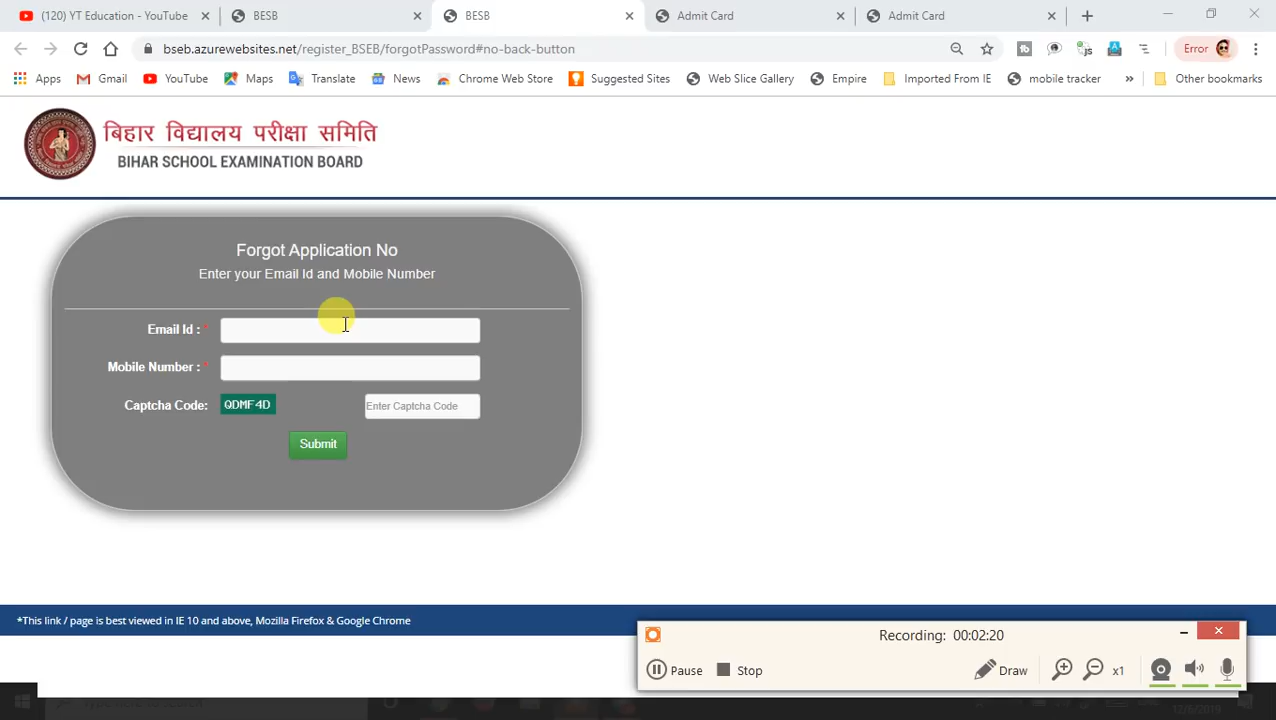 (120) YT Education - YouTube
BESB
BESB
Admit Card
Admit Card
bseb.azurewebsites.net/register_BSEB/forgotPassword#no-back-button
Error
Apps
Gmail
YouTube
Maps
Translate
News
Chrome Web Store
Suggested Sites
Web Slice Gallery
Empire
Imported From IE
mobile tracker
»
Other bookmarks
बिहार विद्यालय परीक्षा समिति
BIHAR SCHOOL EXAMINATION BOARD
Forgot Application No
Enter your Email Id and Mobile Number
Email Id : *
Mobile Number : *
Captcha Code:
QDMF4D
Enter Captcha Code
Submit
*This link / page is best viewed in IE 10 and above, Mozilla Firefox & Google Chrome
Recording: 00:02:20
Pause
Stop
Draw
x1
12/5/2019